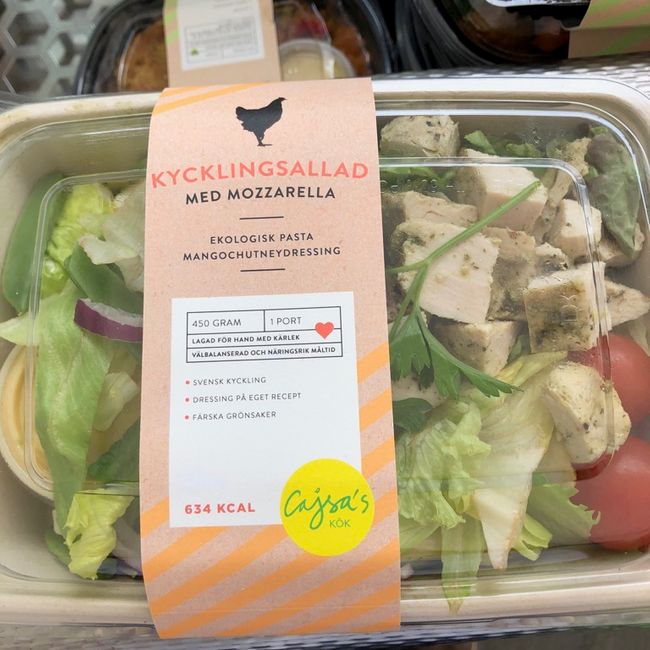 KYCKLINGSALLAD
MED MOZZARELLA
EKOLOGISK PASTA
MANGOCHUTNEYDRESSING
450 GRAM 1 PORT
LAGAD FÖR HAND MED KÄRLEK
VÄLBALANSERAD OCH NÄRINGSRIK MÅLTID
• SVENSK KYCKLING
• DRESSING PÅ EGET RECEPT
• FÄRSKA GRÖNSAKER
634 KCAL
Cajsa's
KÖK